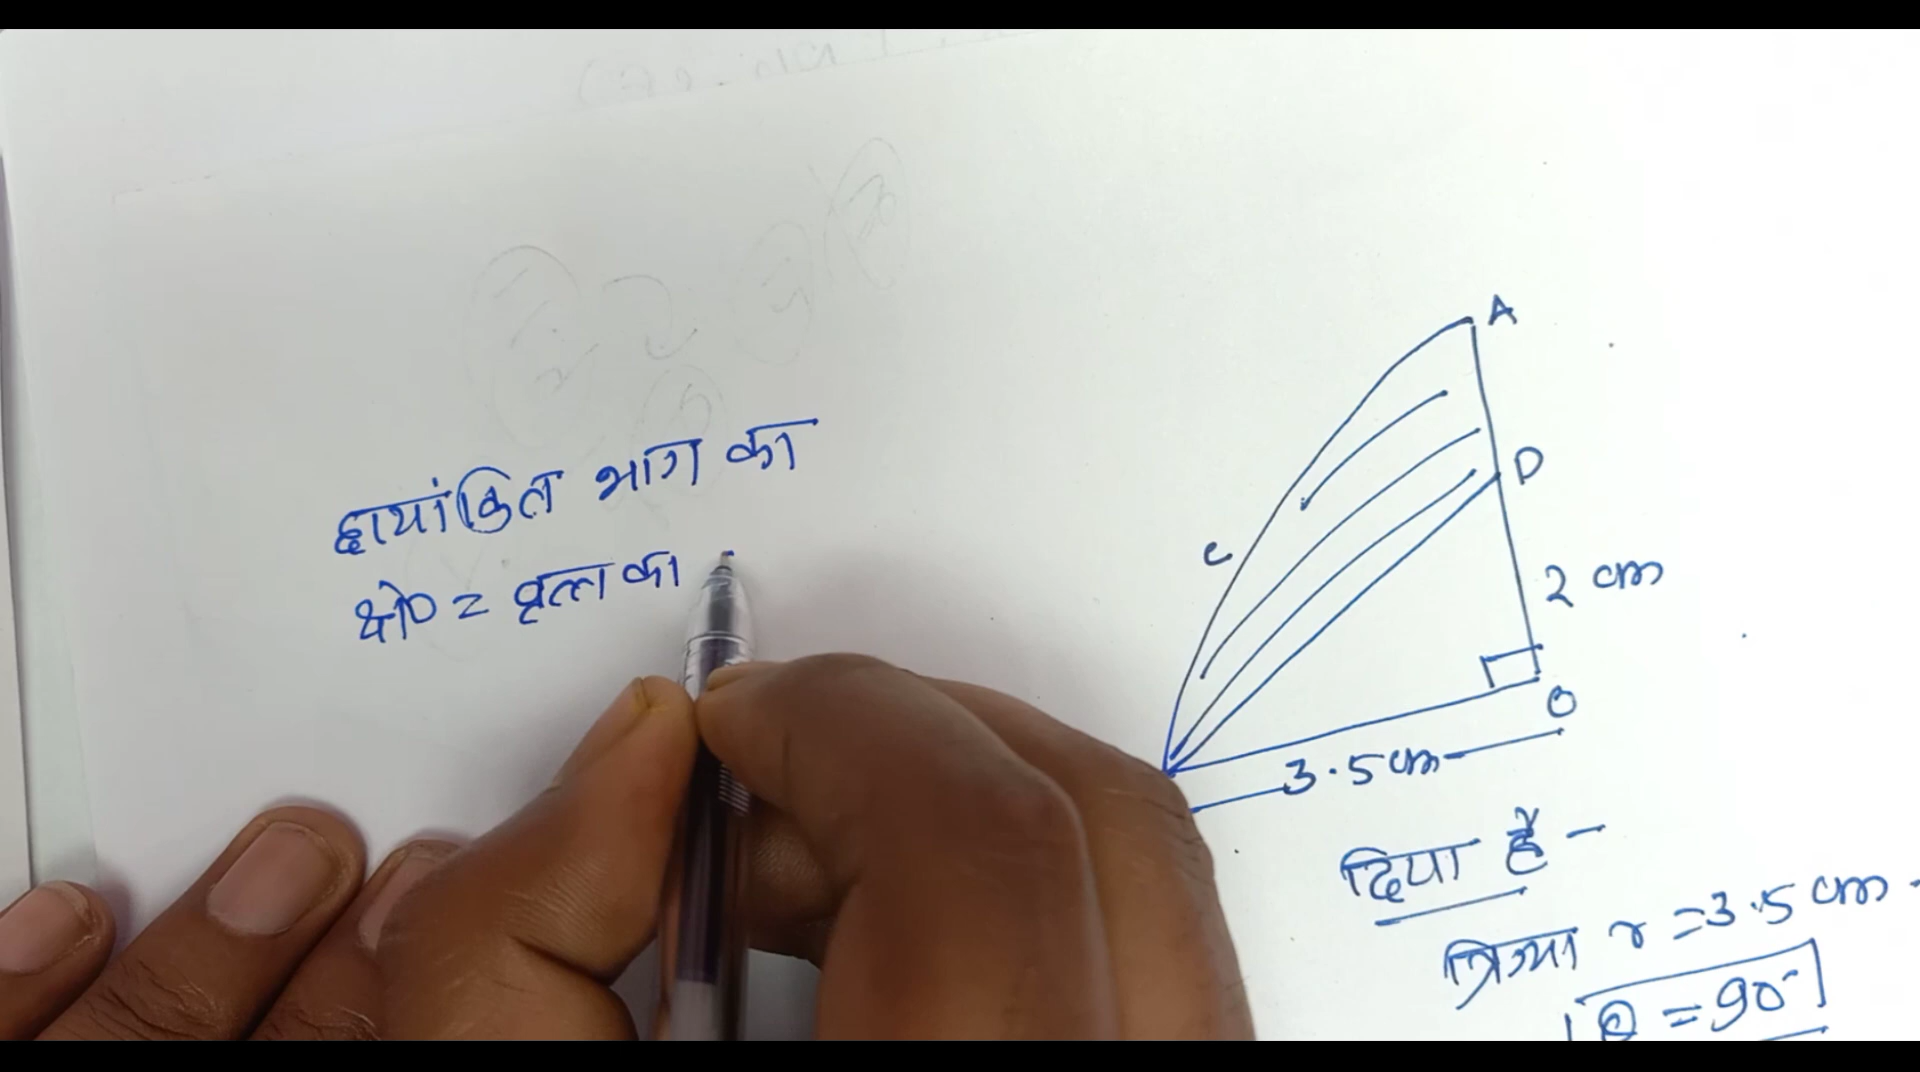 छायांकित भाग का
क्षे० = वृत्त का
A
D
C
2 cm
O
3.5 cm
दिया है -
त्रिज्या r = 3.5 cm
θ = 90°